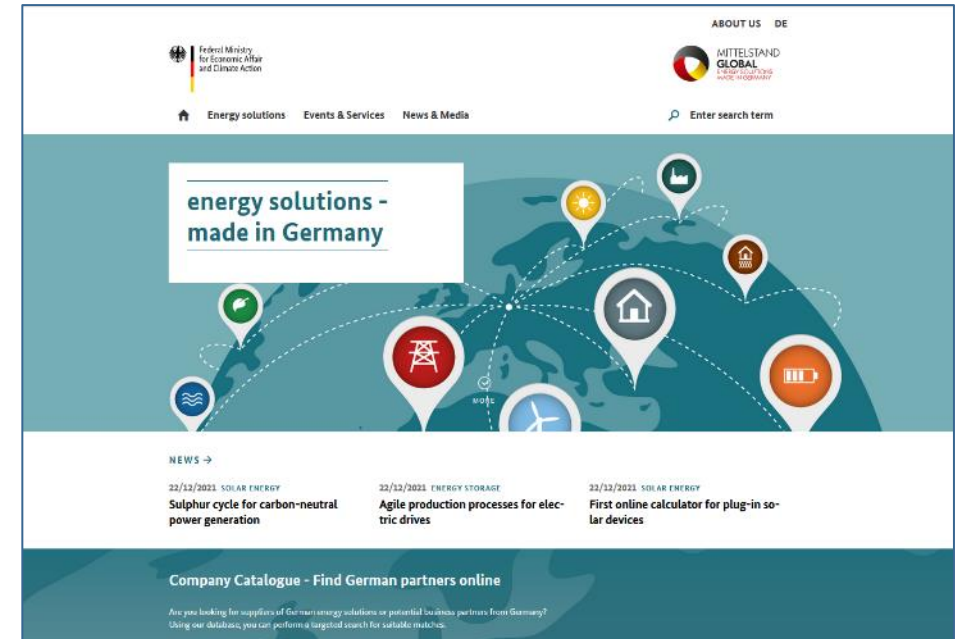 ABOUT US DE
Federal Ministry
for Economic Affair
and Climate Action
MITTELSTAND
GLOBAL
ENERGY SOLUTIONS
MADE IN GERMANY
Energy solutions Events & Services News & Media
Enter search term
energy solutions -
made in Germany
MORE
NEWS →
22/12/2021 SOLAR ENERGY
Sulphur cycle for carbon-neutral
power generation
22/12/2021 ENERGY STORAGE
Agile production processes for elec-
tric drives
22/12/2021 SOLAR ENERGY
First online calculator for plug-in so-
lar devices
Company Catalogue - Find German partners online
Are you looking for suppliers of German energy solutions or potential business partners from Germany?
Using our database, you can perform a targeted search for suitable matches.